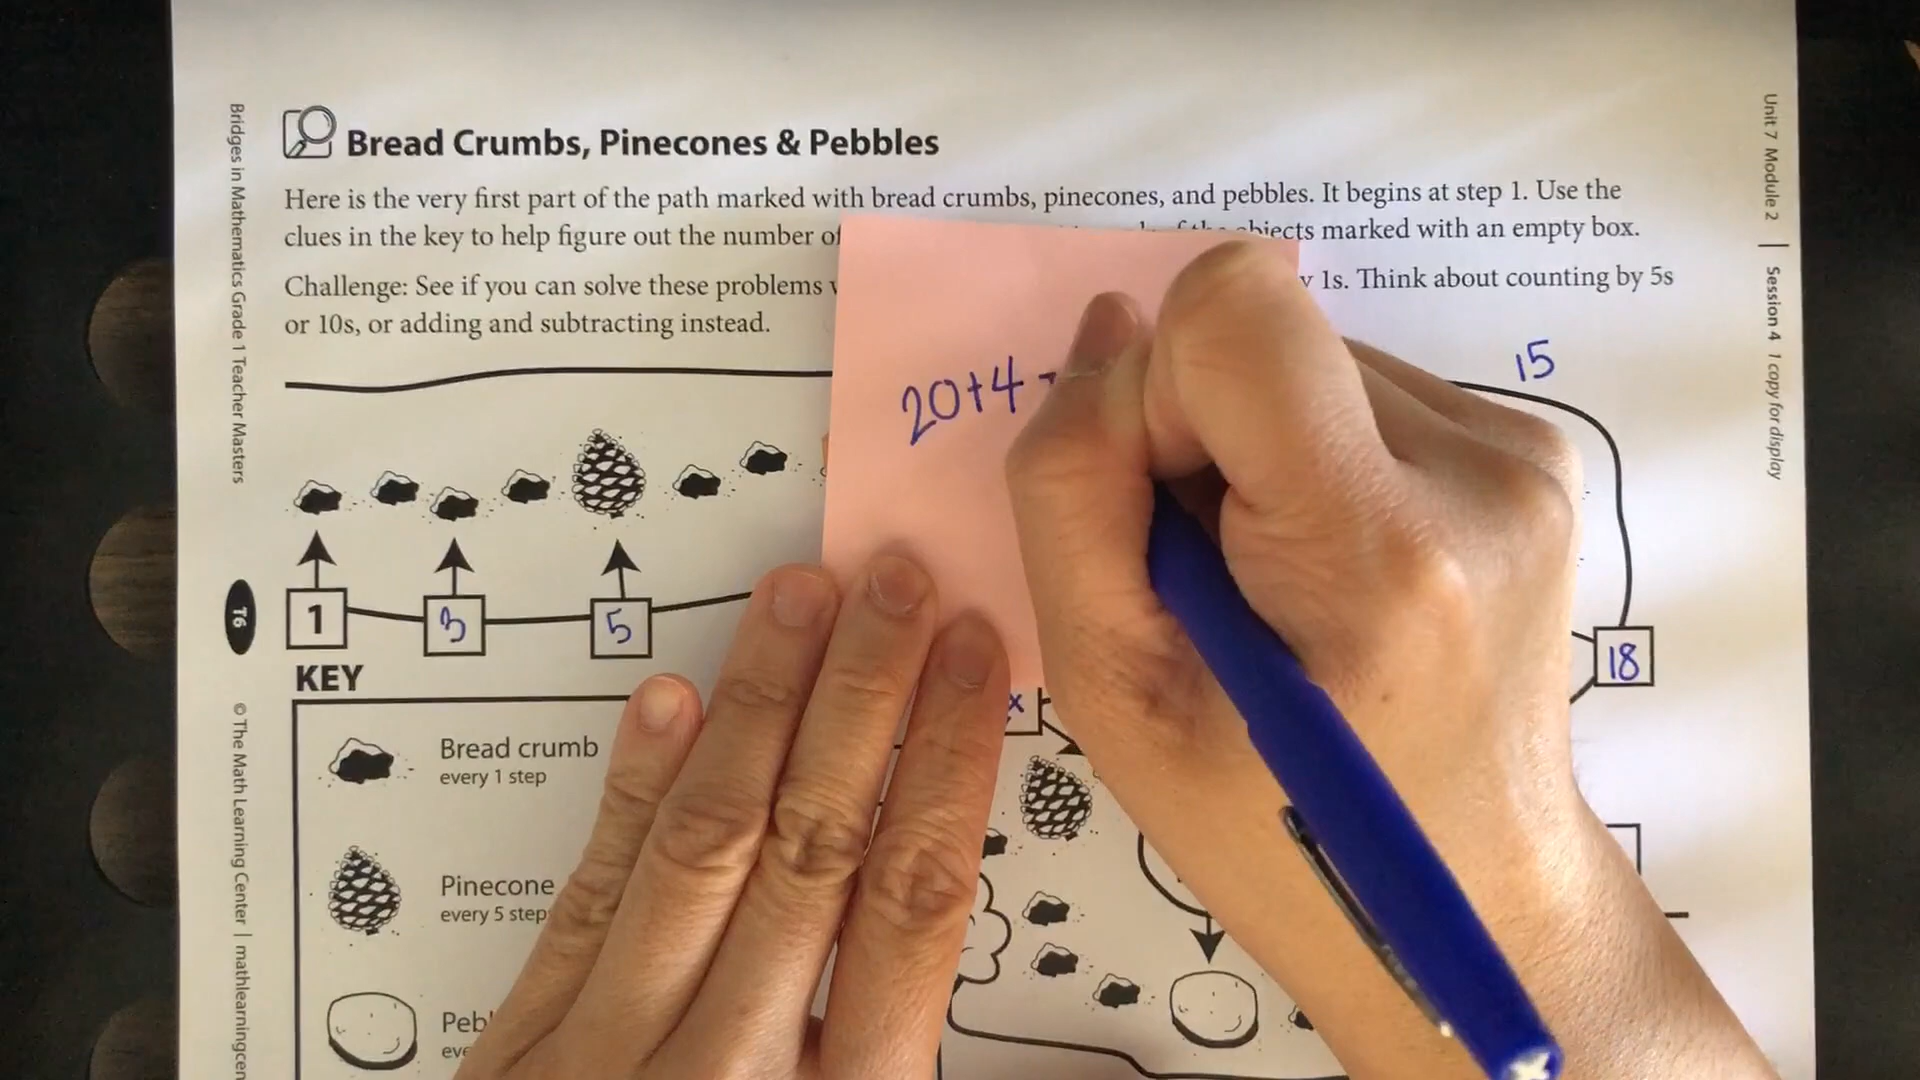 Bread Crumbs, Pinecones & Pebbles
Here is the very first part of the path marked with bread crumbs, pinecones, and pebbles. It begins at step 1. Use the
clues in the key to help figure out the number of objects marked with an empty box.
Challenge: See if you can solve these problems 1s. Think about counting by 5s
or 10s, or adding and subtracting instead.
15
20+4
1
3
5
18
KEY
x
Bread crumb
every 1 step
Pinecone
every 5 step
Bridges in Mathematics Grade 1 Teacher Masters
T6
© The Math Learning Center | mathlearningcen
Unit 7 Module 2 | Session 4 1 copy for display